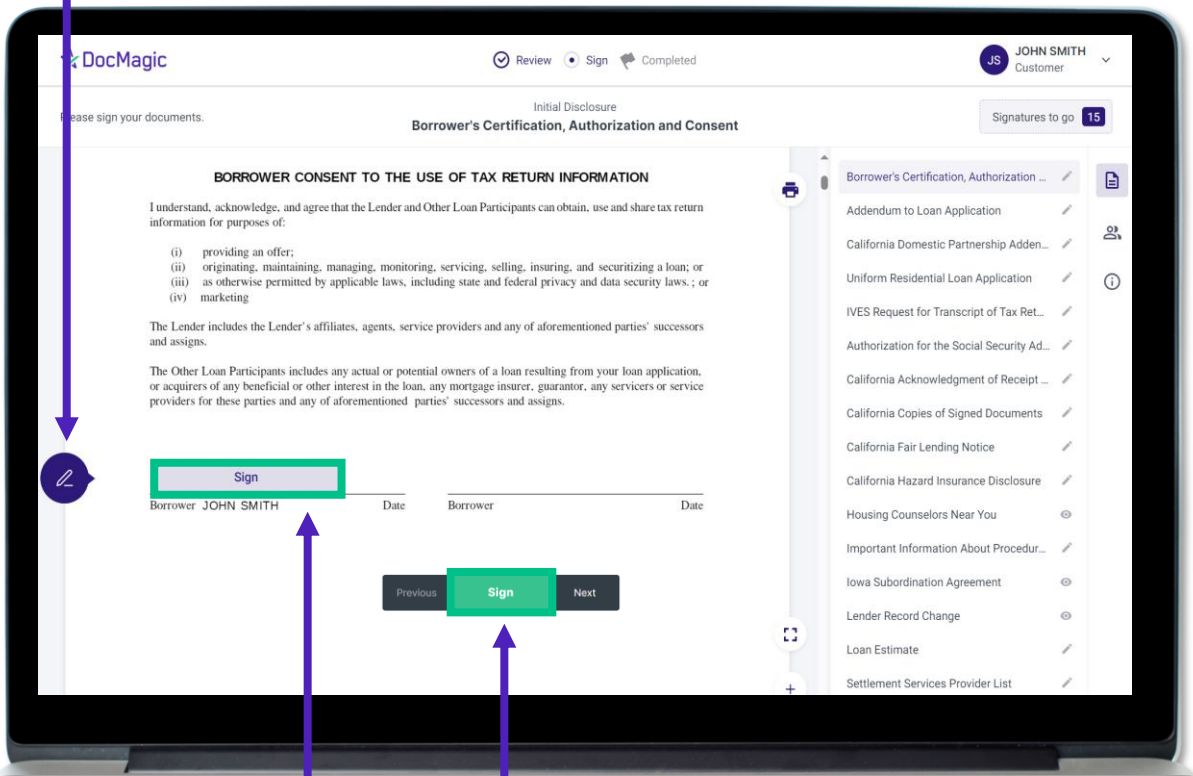 DocMagic
Review Sign Completed
JS JOHN SMITH
Customer
Please sign your documents.
Initial Disclosure
Borrower's Certification, Authorization and Consent
Signatures to go 15
BORROWER CONSENT TO THE USE OF TAX RETURN INFORMATION
I understand, acknowledge, and agree that the Lender and Other Loan Participants can obtain, use and share tax return
information for purposes of:
(i) providing an offer;
(ii) originating, maintaining, managing, monitoring, servicing, selling, insuring, and securitizing a loan; or
(iii) as otherwise permitted by applicable laws, including state and federal privacy and data security laws. ; or
(iv) marketing
The Lender includes the Lender's affiliates, agents, service providers and any of aforementioned parties' successors
and assigns.
The Other Loan Participants includes any actual or potential owners of a loan resulting from your loan application,
or acquirers of any beneficial or other interest in the loan, any mortgage insurer, guarantor, any servicers or service
providers for these parties and any of aforementioned parties' successors and assigns.
Sign
Borrower JOHN SMITH Date Borrower Date
Previous Sign Next
Borrower's Certification, Authorization ...
Addendum to Loan Application
California Domestic Partnership Adden...
Uniform Residential Loan Application
IVES Request for Transcript of Tax Ret...
Authorization for the Social Security Ad...
California Acknowledgment of Receipt ...
California Copies of Signed Documents
California Fair Lending Notice
California Hazard Insurance Disclosure
Housing Counselors Near You
Important Information About Procedur...
Iowa Subordination Agreement
Lender Record Change
Loan Estimate
Settlement Services Provider List